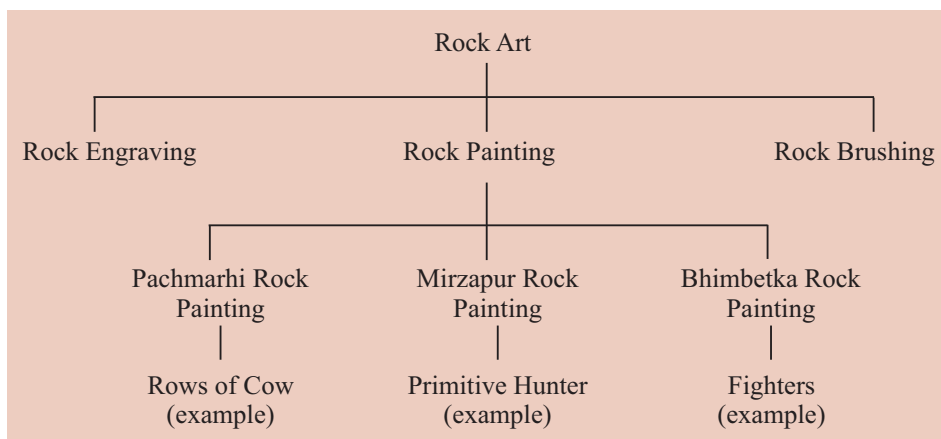 Rock Art
Rock Engraving
Rock Painting
Rock Brushing
Pachmarhi Rock
Painting
Mirzapur Rock
Painting
Bhimbetka Rock
Painting
Rows of Cow
(example)
Primitive Hunter
(example)
Fighters
(example)